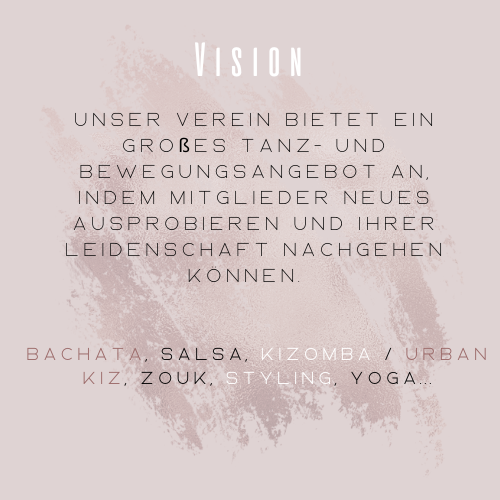 VISION
UNSER VEREIN BIETET EIN
GROßES TANZ- UND
BEWEGUNGSANGEBOT AN,
INDEM MITGLIEDER NEUES
AUSPROBIEREN UND IHRER
LEIDENSCHAFT NACHGEHEN
KÖNNEN.
BACHATA, SALSA, KIZOMBA / URBAN
KIZ, ZOUK, STYLING, YOGA...